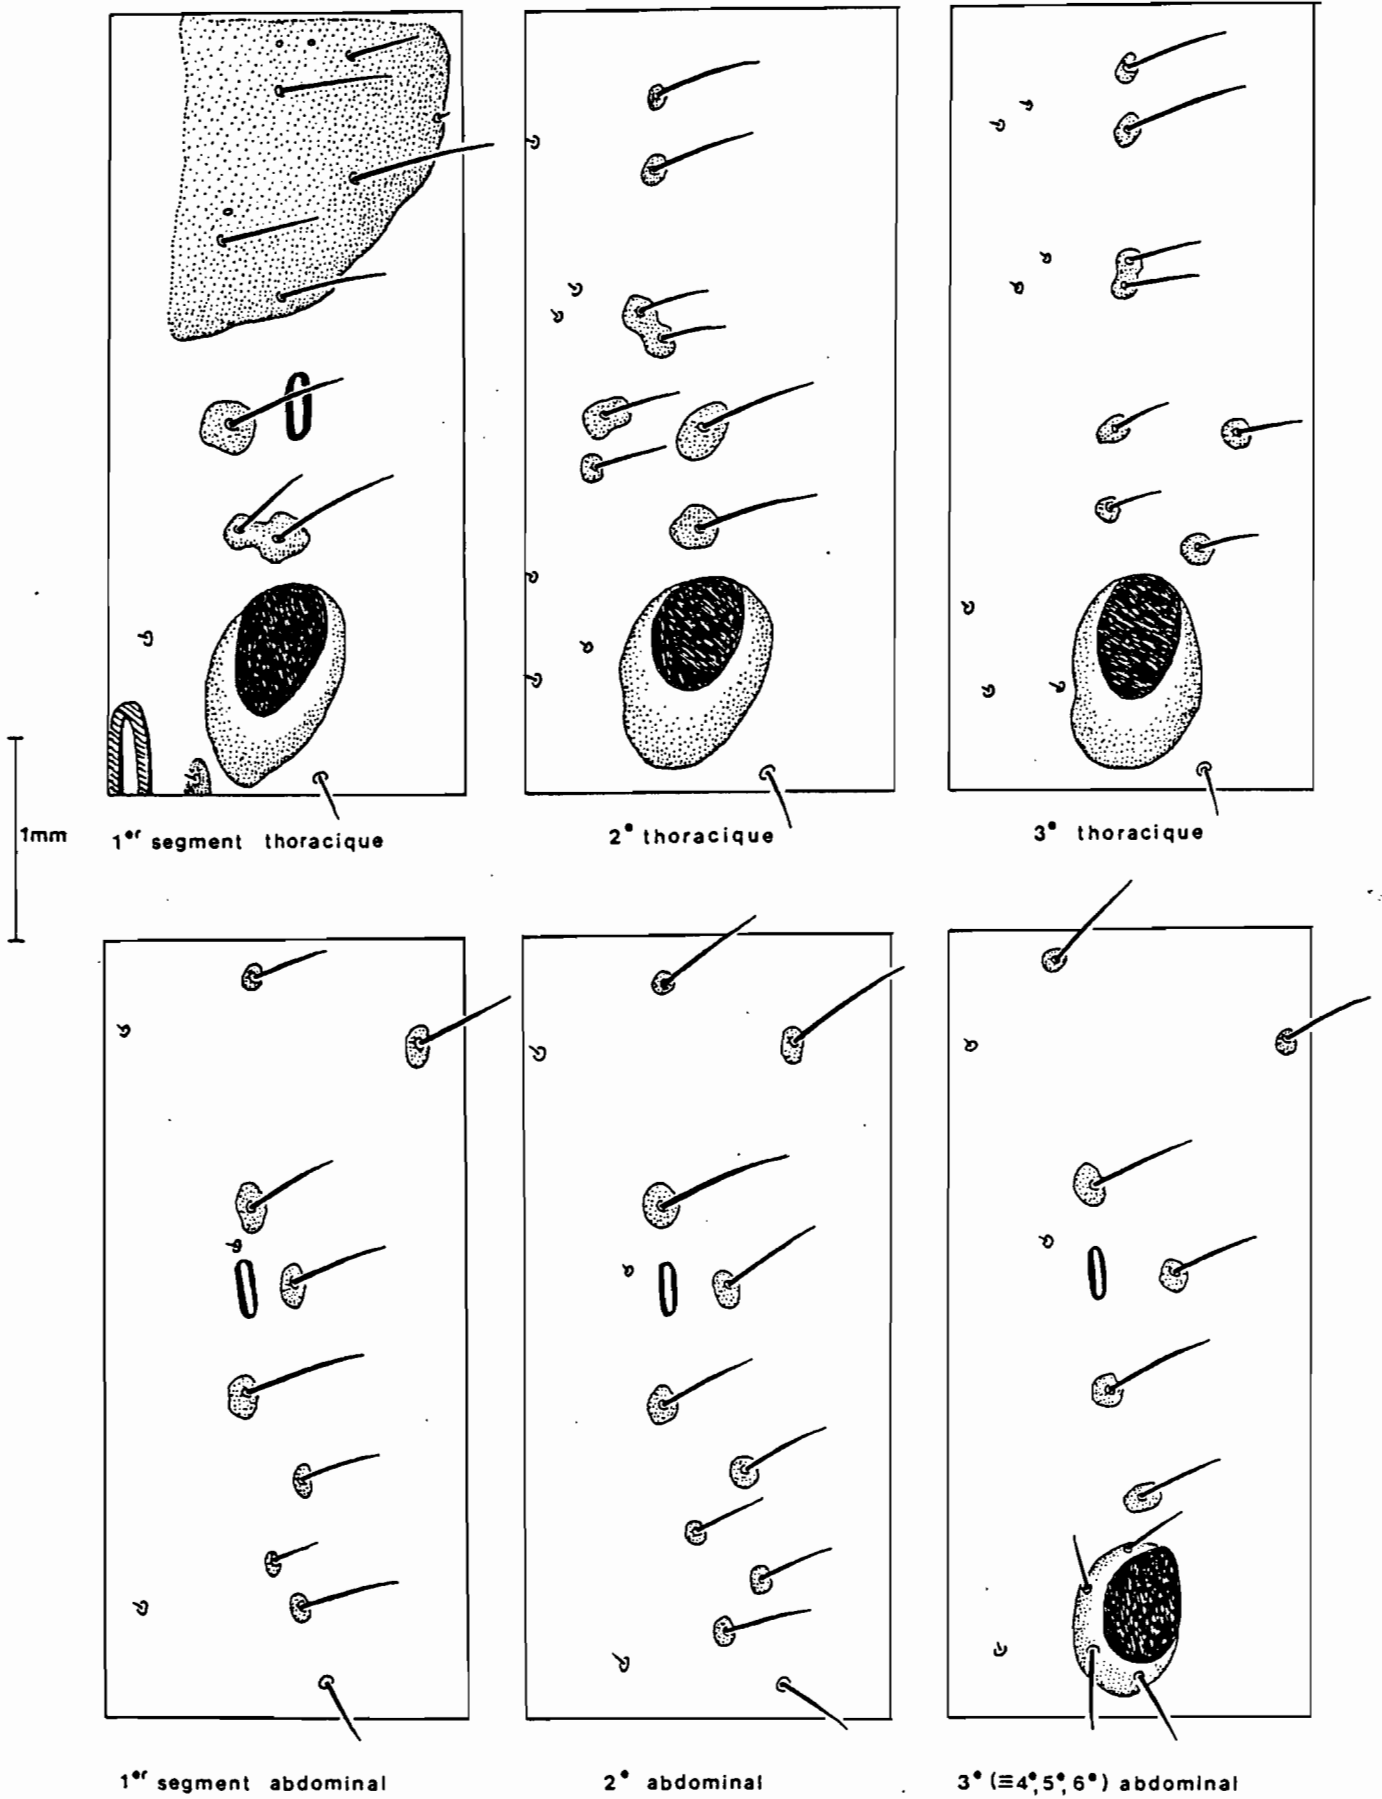 1er segment thoracique
2e thoracique
3e thoracique
1mm
1er segment abdominal
2e abdominal
3e (≡4e, 5e, 6e) abdominal